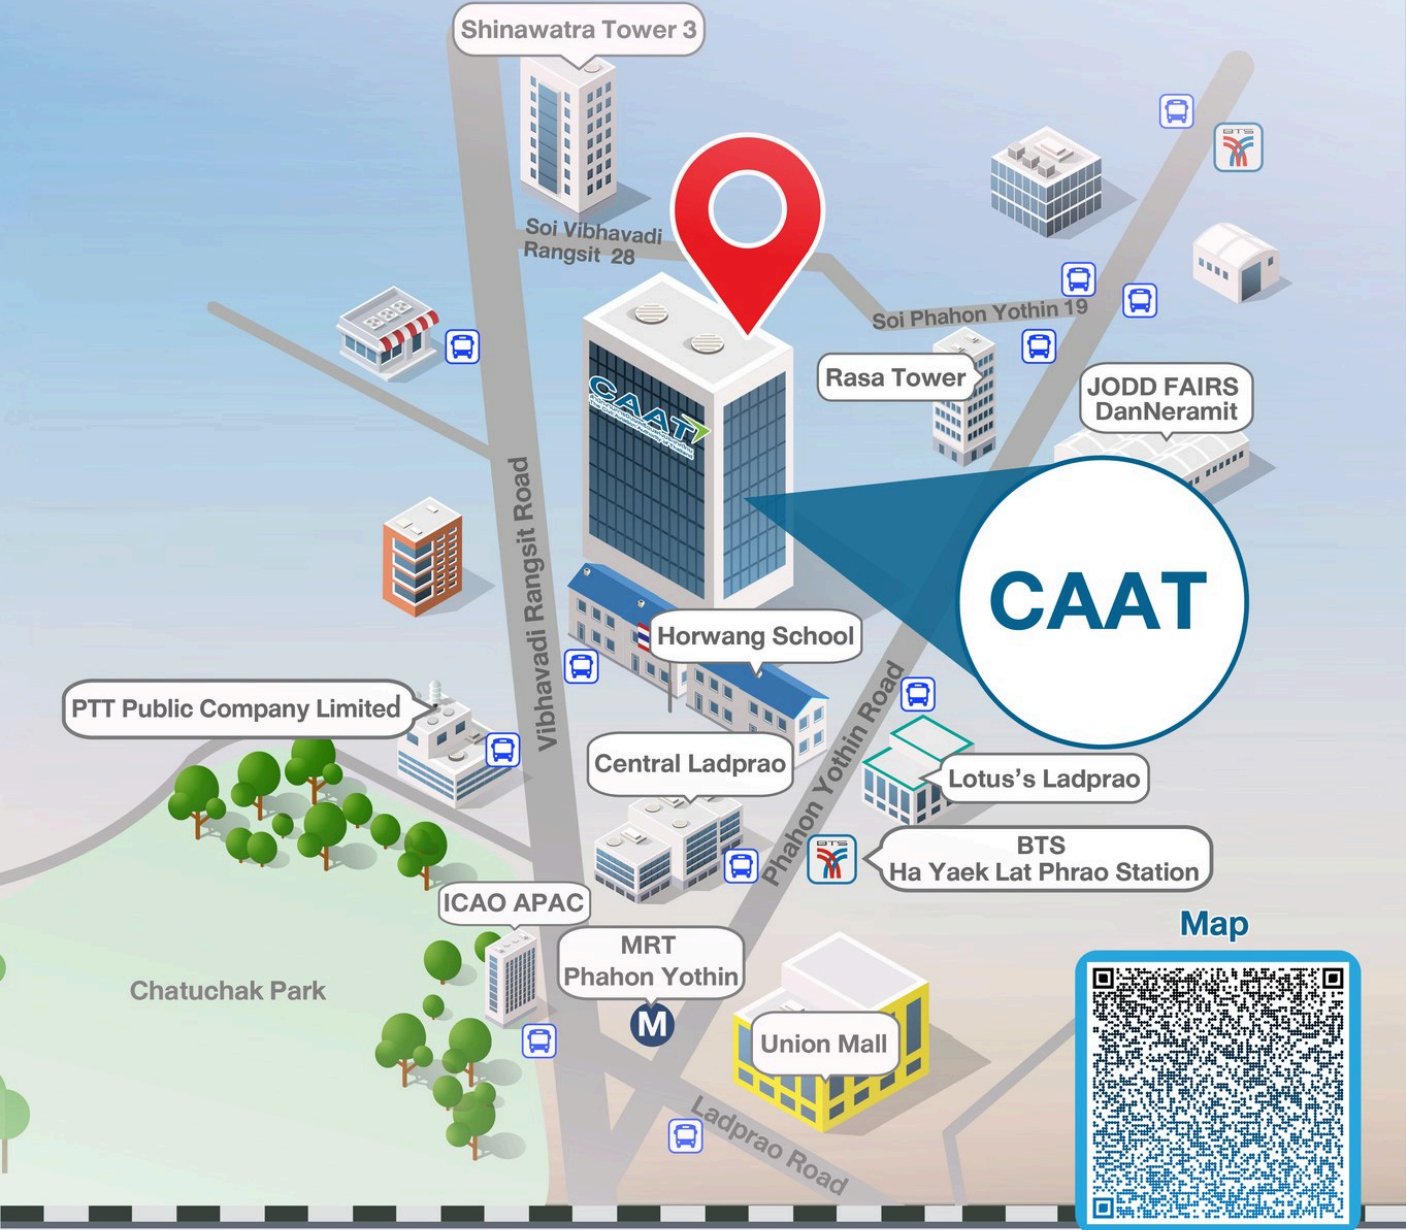 Shinawatra Tower 3
BTS
Soi Vibhavadi
Rangsit 28
Soi Phahon Yothin 19
Rasa Tower
JODD FAIRS
DanNeramit
CAAT
CAAT
Vibhavadi Rangsit Road
Horwang School
PTT Public Company Limited
Central Ladprao
Phahon Yothin Road
Lotus's Ladprao
BTS
BTS
Ha Yaek Lat Phrao Station
ICAO APAC
MRT
Phahon Yothin
M
Chatuchak Park
Union Mall
Ladprao Road
Map